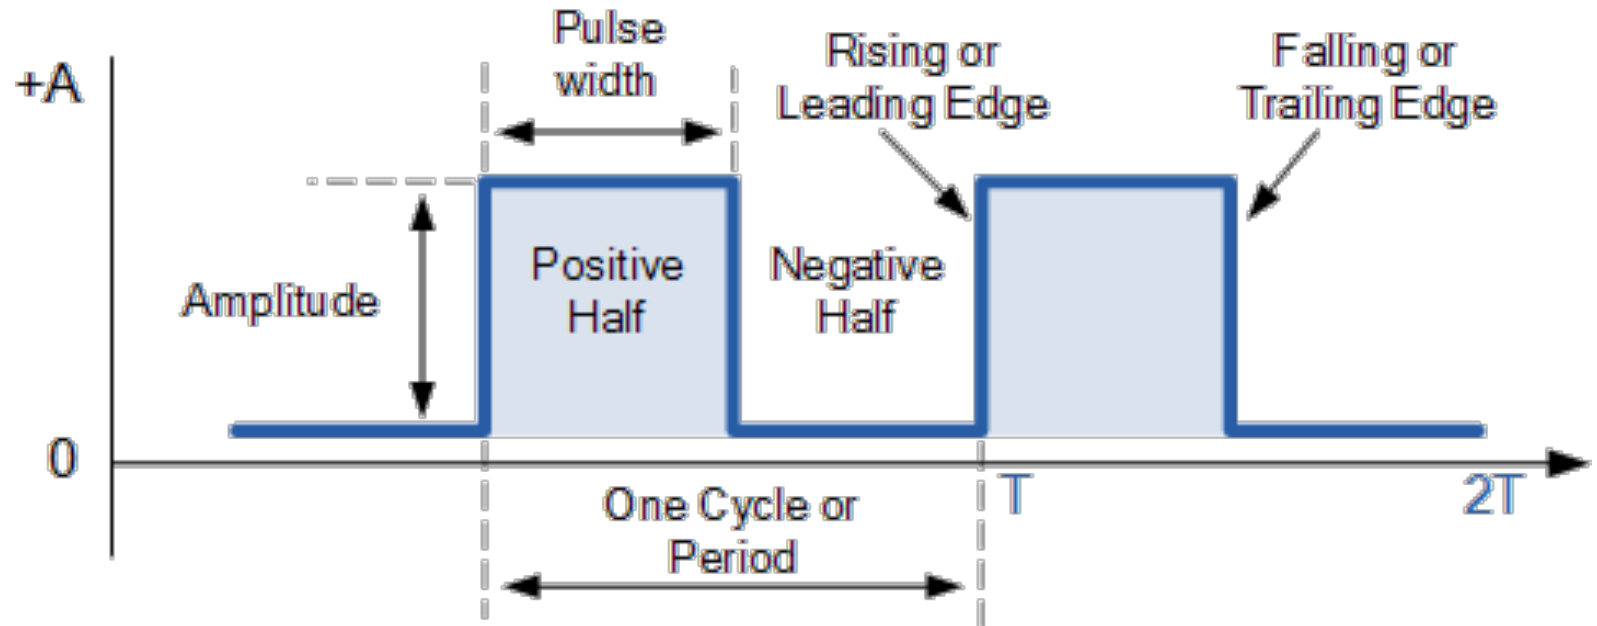 Pulse
width
Rising or
Leading Edge
Falling or
Trailing Edge
+A
Amplitude
Positive
Half
Negative
Half
0
T
2T
One Cycle or
Period